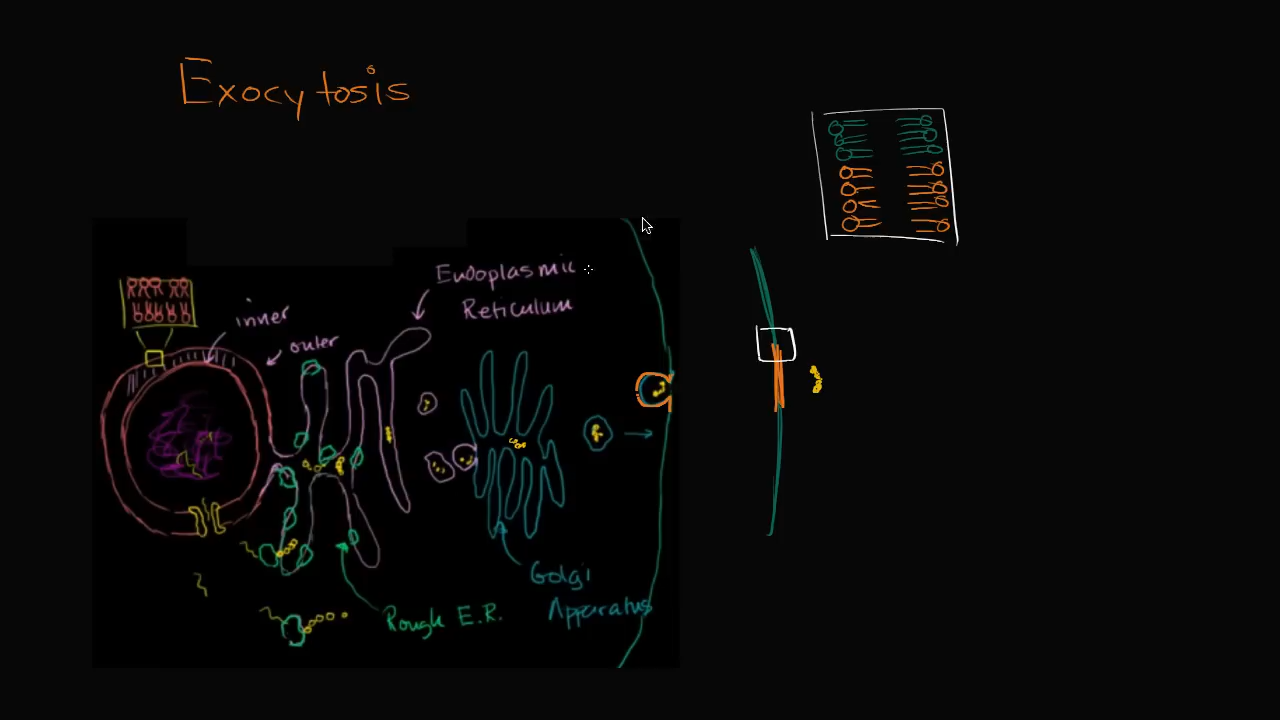 Exocytosis
Endoplasmic
Reticulum
inner
outer
Golgi
Apparatus
Rough E.R.